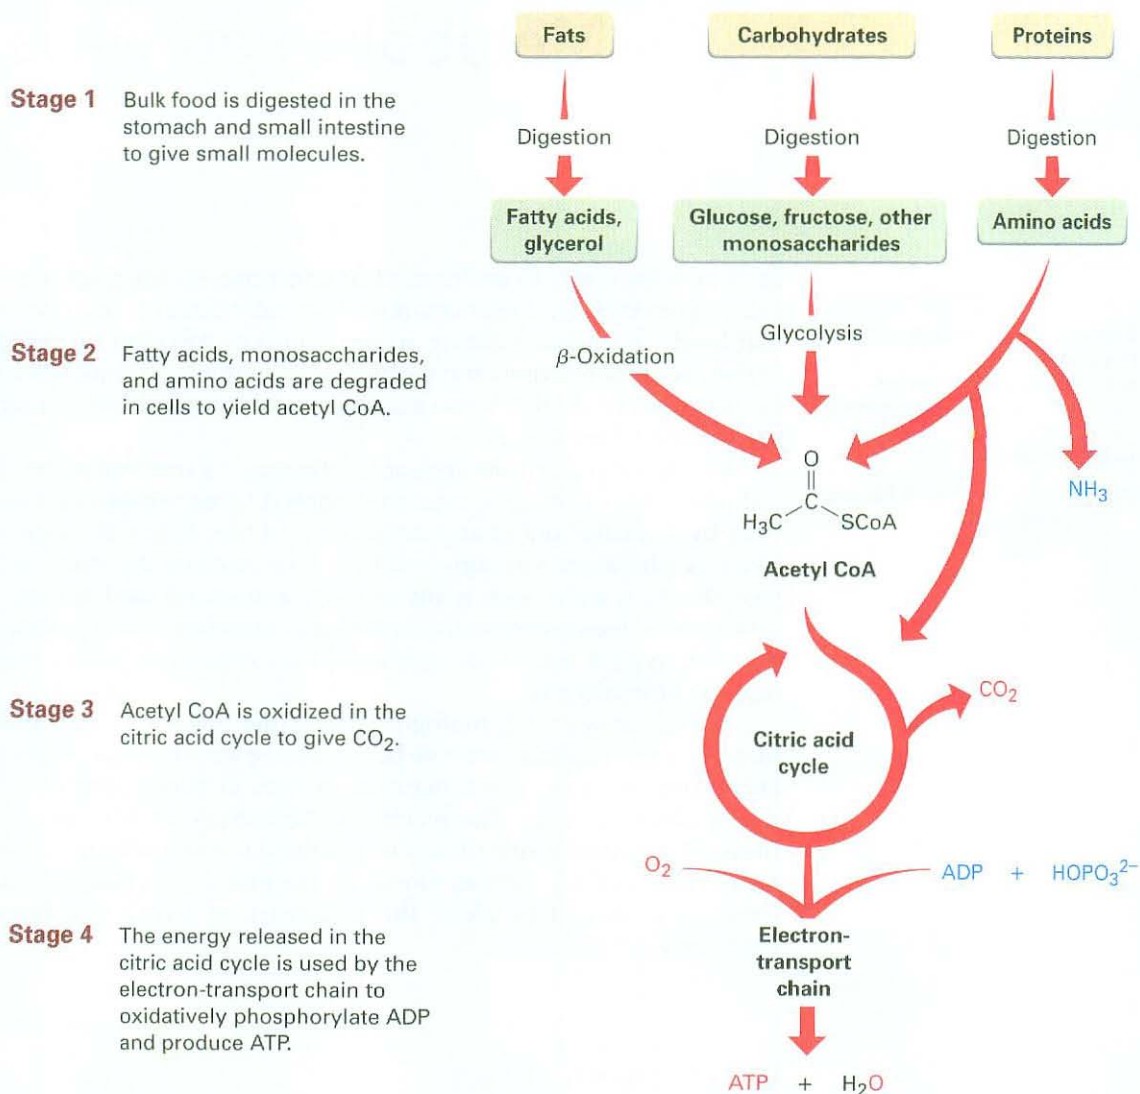 Fats
Carbohydrates
Proteins
Stage 1 Bulk food is digested in the
stomach and small intestine
to give small molecules.
Digestion
Digestion
Digestion
Fatty acids,
glycerol
Glucose, fructose, other
monosaccharides
Amino acids
Stage 2 Fatty acids, monosaccharides,
and amino acids are degraded
in cells to yield acetyl CoA.
β-Oxidation
Glycolysis
NH₃
O
C
H₃C
SCoA
Acetyl CoA
Stage 3 Acetyl CoA is oxidized in the
citric acid cycle to give CO₂.
CO₂
Citric acid
cycle
O₂
ADP + HOPO₃²⁻
Stage 4 The energy released in the
citric acid cycle is used by the
electron-transport chain to
oxidatively phosphorylate ADP
and produce ATP.
Electron-
transport
chain
ATP + H₂O